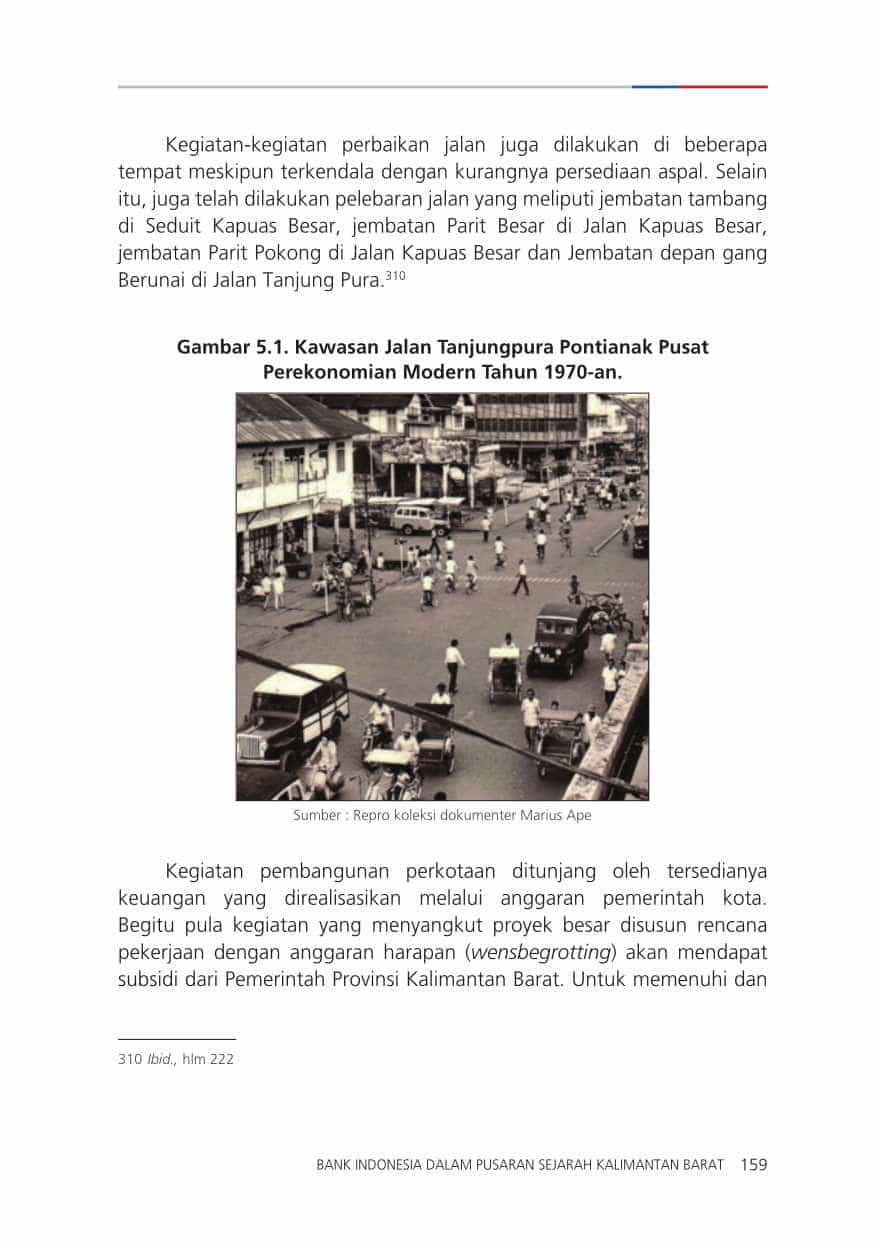 Kegiatan-kegiatan perbaikan jalan juga dilakukan di beberapa
tempat meskipun terkendala dengan kurangnya persediaan aspal. Selain
itu, juga telah dilakukan pelebaran jalan yang meliputi jembatan tambang
di Seduit Kapuas Besar, jembatan Parit Besar di Jalan Kapuas Besar,
jembatan Parit Pokong di Jalan Kapuas Besar dan Jembatan depan gang
Berunai di Jalan Tanjung Pura.310
Gambar 5.1. Kawasan Jalan Tanjungpura Pontianak Pusat
Perekonomian Modern Tahun 1970-an.
Sumber : Repro koleksi dokumenter Marius Ape
Kegiatan pembangunan perkotaan ditunjang oleh tersedianya
keuangan yang direalisasikan melalui anggaran pemerintah kota.
Begitu pula kegiatan yang menyangkut proyek besar disusun rencana
pekerjaan dengan anggaran harapan (wensbegrotting) akan mendapat
subsidi dari Pemerintah Provinsi Kalimantan Barat. Untuk memenuhi dan
310 Ibid., hlm 222
BANK INDONESIA DALAM PUSARAN SEJARAH KALIMANTAN BARAT 159